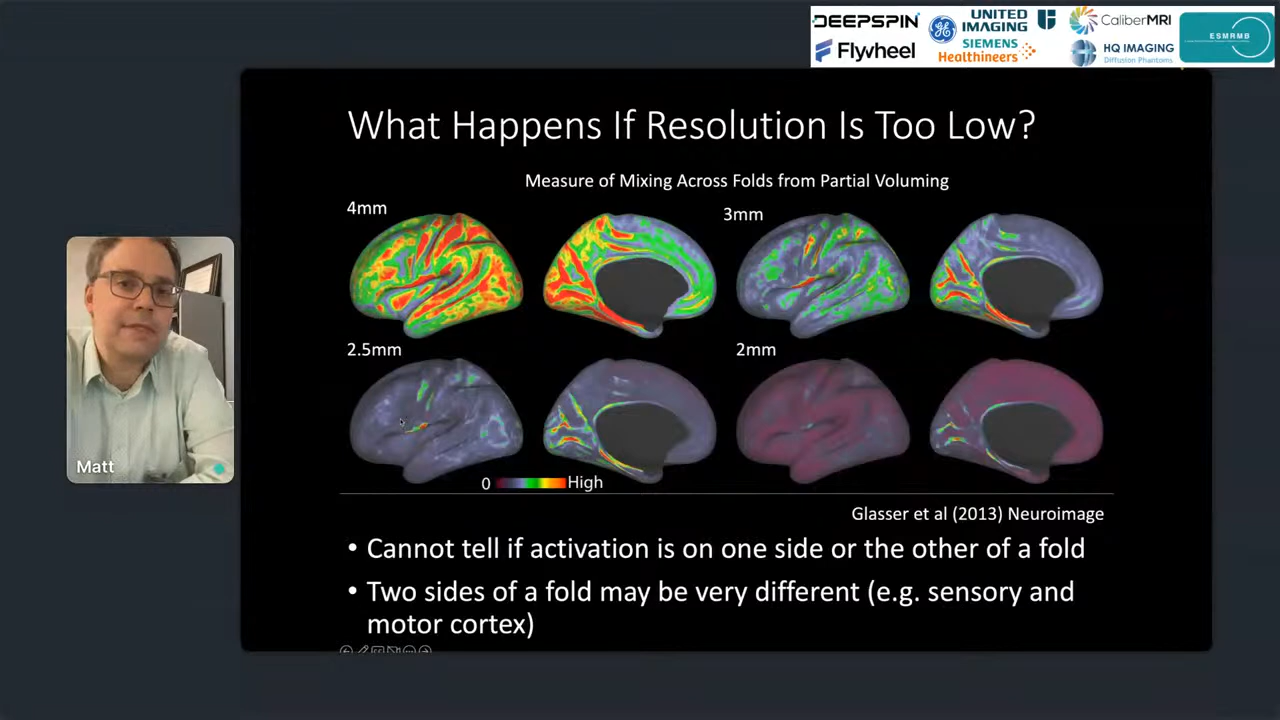 DEEPSPIN
UNITED
IMAGING
CaliberMRI
ESMRMB
Flywheel
SIEMENS
Healthineers
HQ IMAGING
Diffusion Phantoms
What Happens If Resolution Is Too Low?
Measure of Mixing Across Folds from Partial Voluming
4mm
3mm
2.5mm
2mm
0
High
Matt
Glasser et al (2013) Neuroimage
• Cannot tell if activation is on one side or the other of a fold
• Two sides of a fold may be very different (e.g. sensory and
motor cortex)